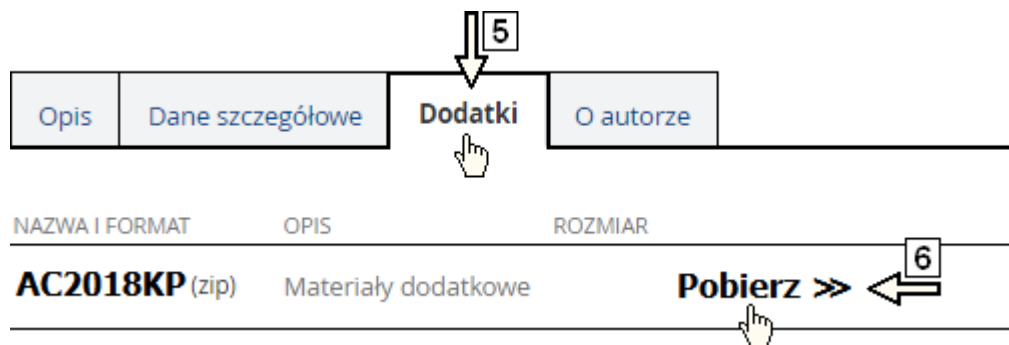 5
Opis Dane szczegółowe Dodatki O autorze
NAZWA I FORMAT OPIS ROZMIAR
6
AC2018KP (zip) Materiały dodatkowe Pobierz >>